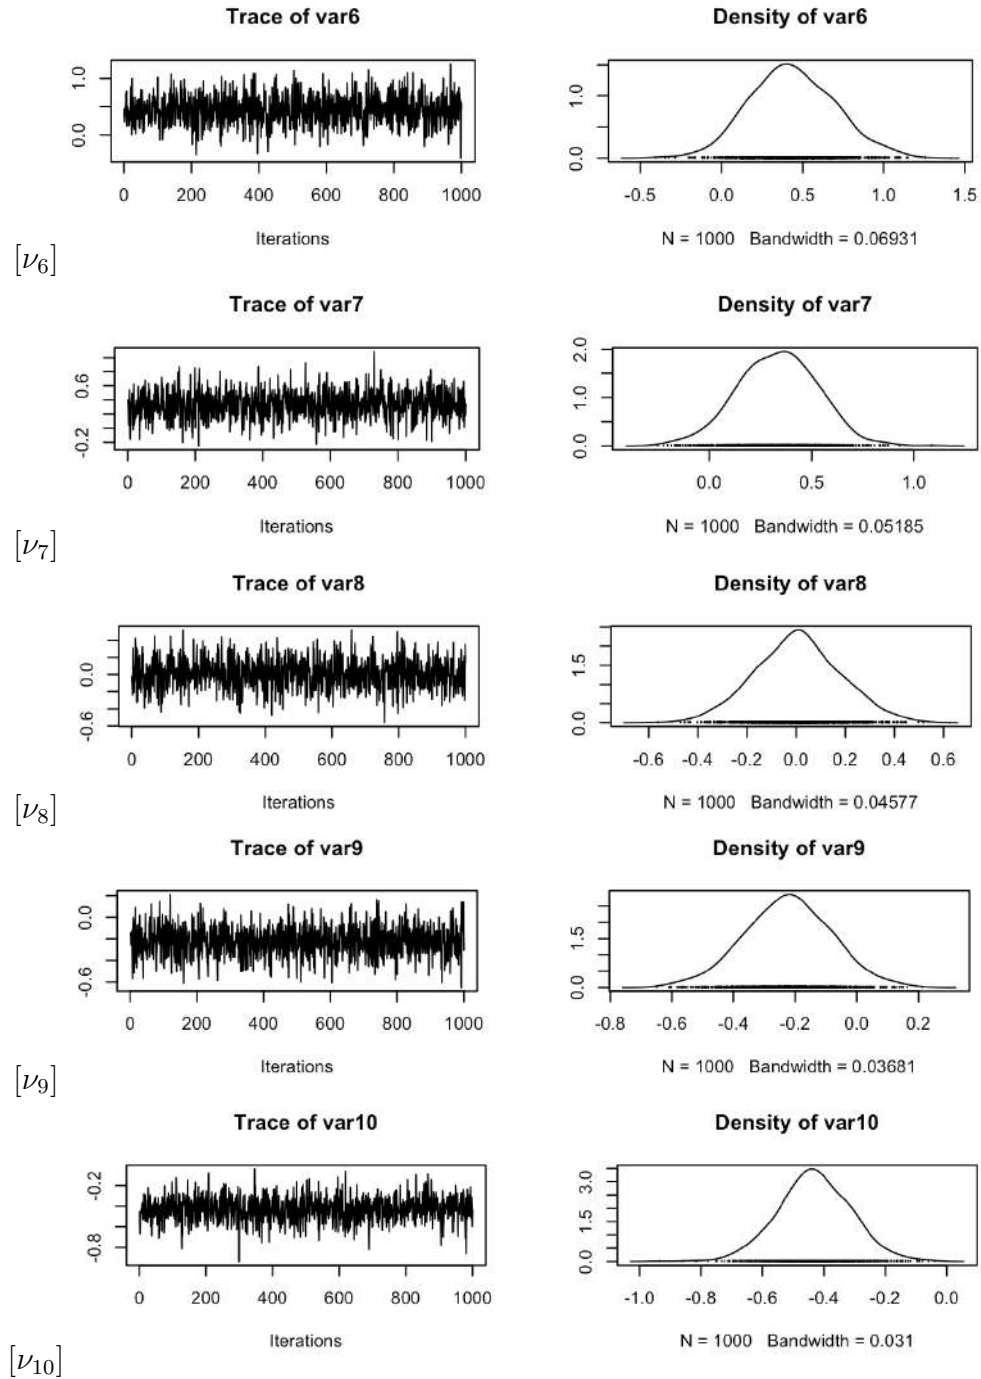 Trace of var6
Density of var6
1.0
0.0
0 200 400 600 800 1000
Iterations
1.0
0.0
-0.5 0.0 0.5 1.0 1.5
N = 1000 Bandwidth = 0.06931
[ν6]
Trace of var7
Density of var7
0.6
-0.2
0 200 400 600 800 1000
Iterations
2.0
1.0
0.0
0.0 0.5 1.0
N = 1000 Bandwidth = 0.05185
[ν7]
Trace of var8
Density of var8
0.0
-0.6
0 200 400 600 800 1000
Iterations
1.5
0.0
-0.6 -0.4 -0.2 0.0 0.2 0.4 0.6
N = 1000 Bandwidth = 0.04577
[ν8]
Trace of var9
Density of var9
0.0
-0.6
0 200 400 600 800 1000
Iterations
1.5
0.0
-0.8 -0.6 -0.4 -0.2 0.0 0.2
N = 1000 Bandwidth = 0.03681
[ν9]
Trace of var10
Density of var10
-0.2
-0.8
0 200 400 600 800 1000
Iterations
3.0
1.5
0.0
-1.0 -0.8 -0.6 -0.4 -0.2 0.0
N = 1000 Bandwidth = 0.031
[ν10]